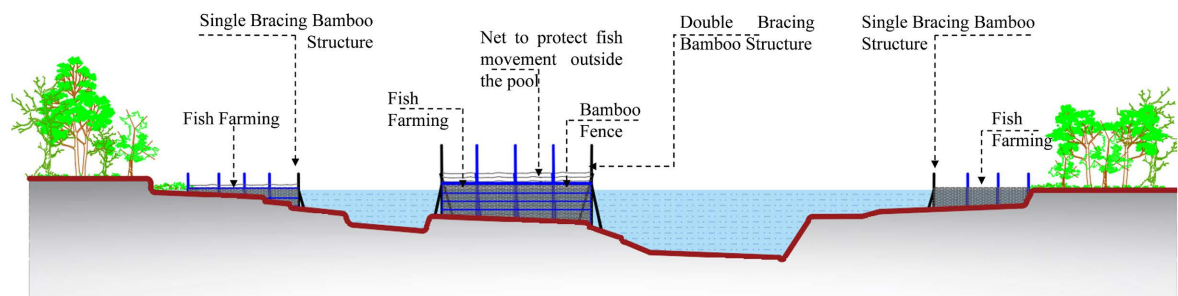 Single Bracing Bamboo
Structure
Fish Farming
Net to protect fish
movement outside
the pool
Fish
Farming
Bamboo
Fence
Double Bracing
Bamboo Structure
Single Bracing Bamboo
Structure
Fish
Farming